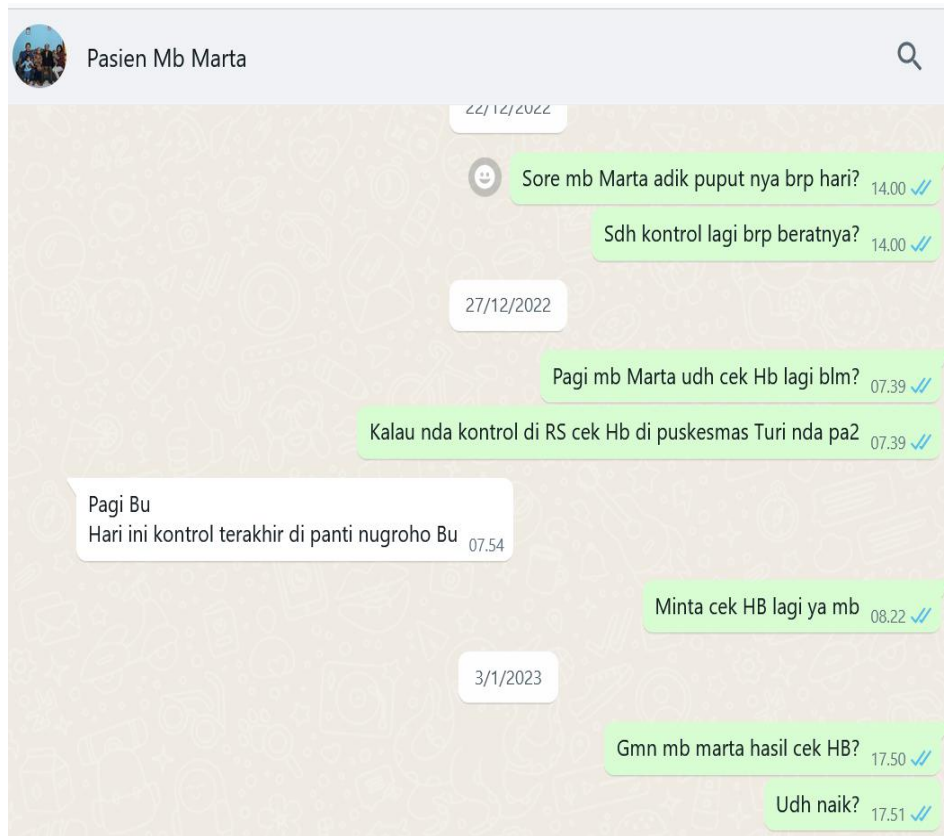 Pasien Mb Marta
22/12/2022
Sore mb Marta adik puput nya brp hari? 14.00
Sdh kontrol lagi brp beratnya? 14.00
27/12/2022
Pagi mb Marta udh cek Hb lagi blm? 07.39
Kalau nda kontrol di RS cek Hb di puskesmas Turi nda pa2 07.39
Pagi Bu
Hari ini kontrol terakhir di panti nugroho Bu 07.54
Minta cek HB lagi ya mb 08.22
3/1/2023
Gmn mb marta hasil cek HB? 17.50
Udh naik? 17.51